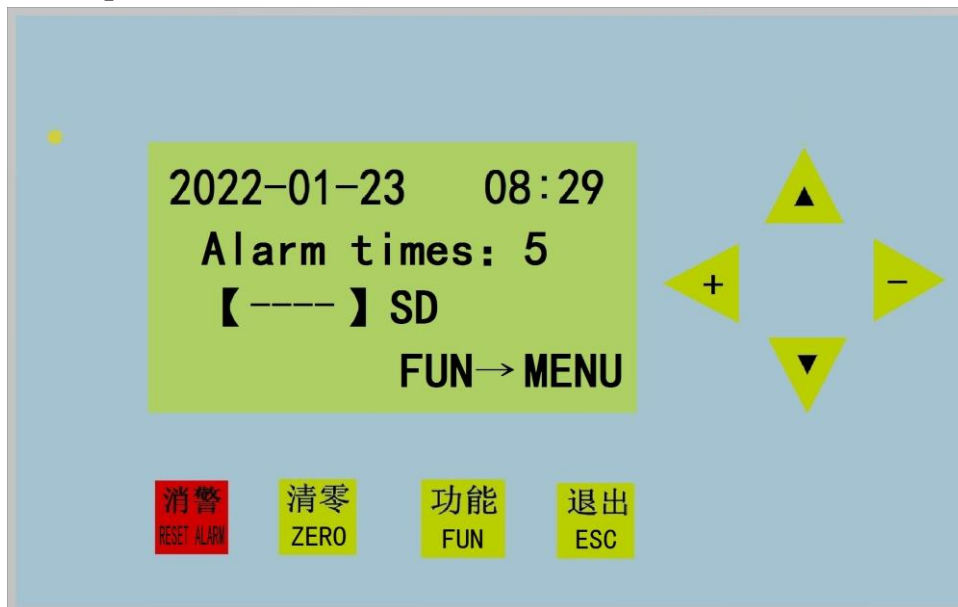 2022-01-23 08:29
Alarm times: 5
【----】SD
FUN→MENU
+
-
消警
RESET ALARM
清零
ZERO
功能
FUN
退出
ESC